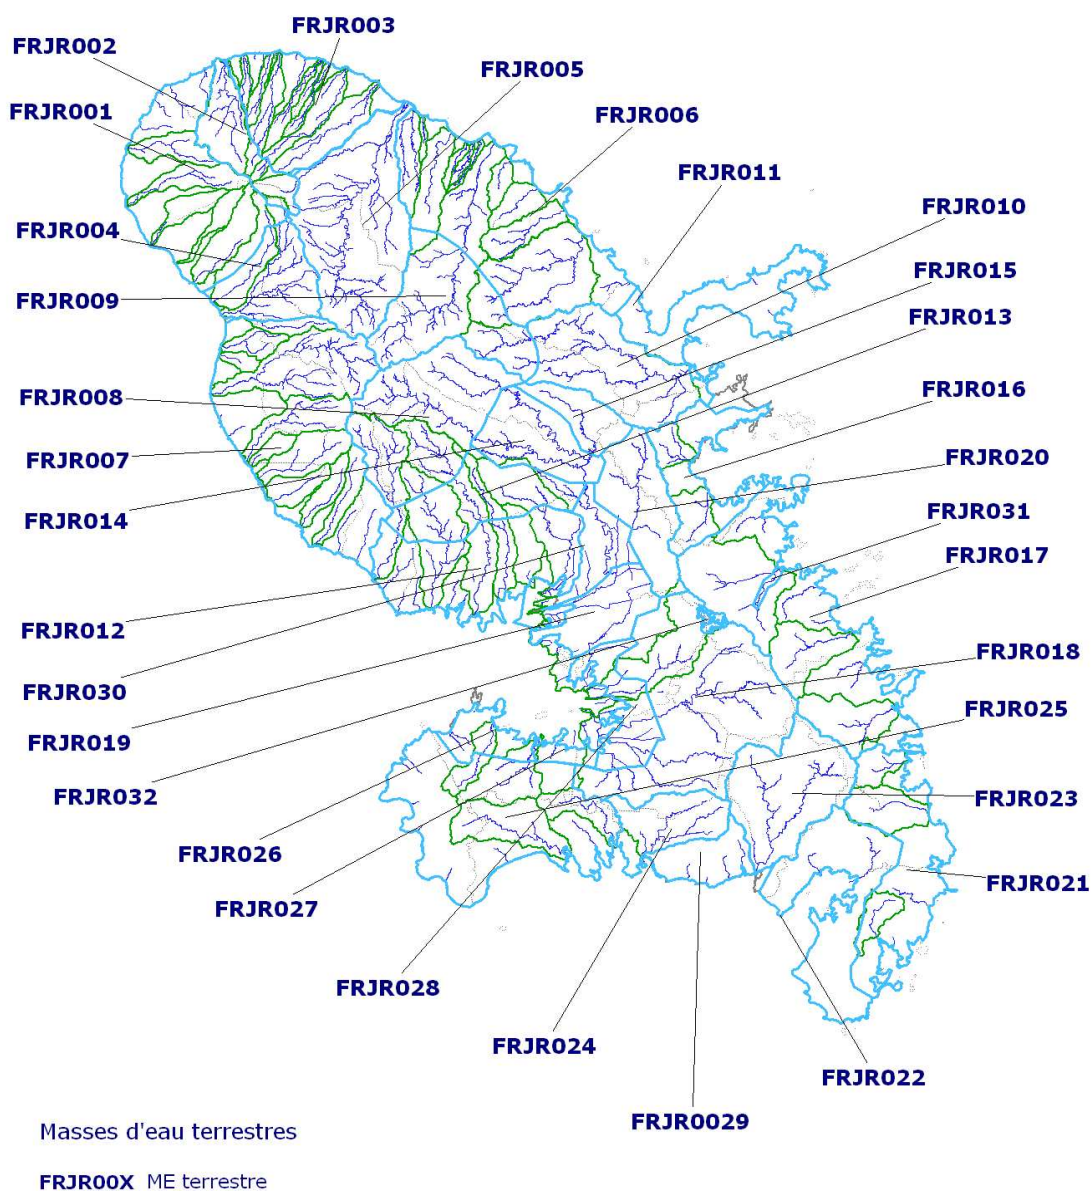 FRJR003
FRJR002
FRJR005
FRJR001
FRJR006
FRJR011
FRJR010
FRJR004
FRJR015
FRJR009
FRJR013
FRJR016
FRJR008
FRJR020
FRJR007
FRJR031
FRJR014
FRJR017
FRJR012
FRJR018
FRJR030
FRJR025
FRJR019
FRJR032
FRJR023
FRJR026
FRJR021
FRJR027
FRJR028
FRJR024
FRJR022
FRJR0029
Masses d'eau terrestres
FRJR00X ME terrestre